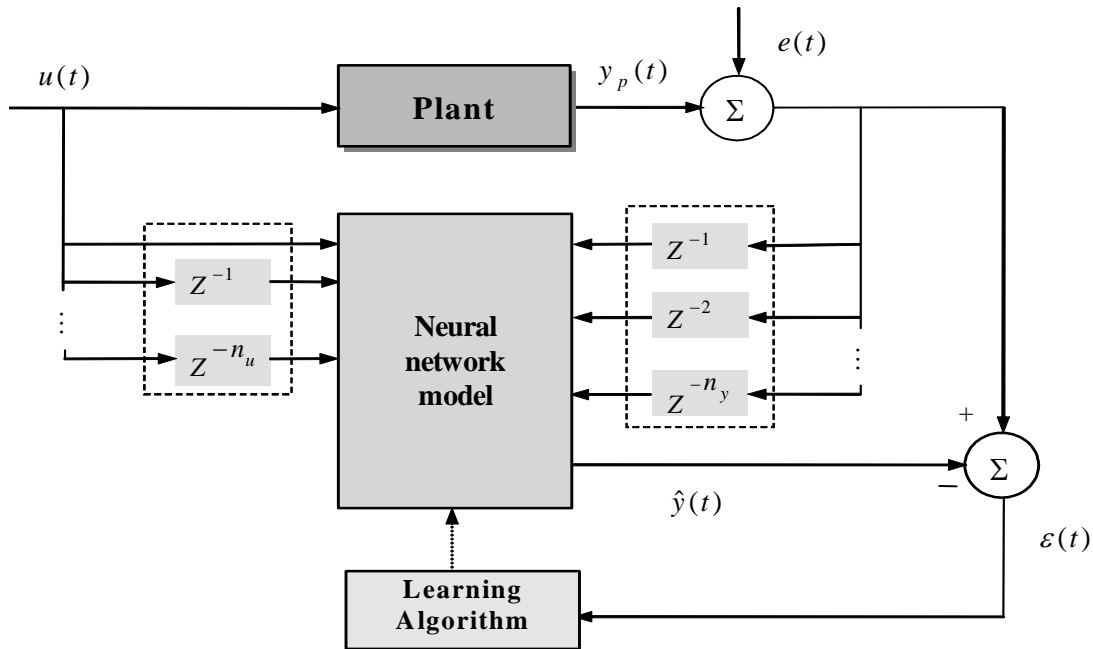 e(t)
u(t)
y_p(t)
Plant
Σ
Z^{-1}
Z^{-1}
Z^{-2}
⋮
Z^{-n_u}
Neural
network
model
⋮
Z^{-n_y}
+
Σ
−
ŷ(t)
ε(t)
Learning
Algorithm